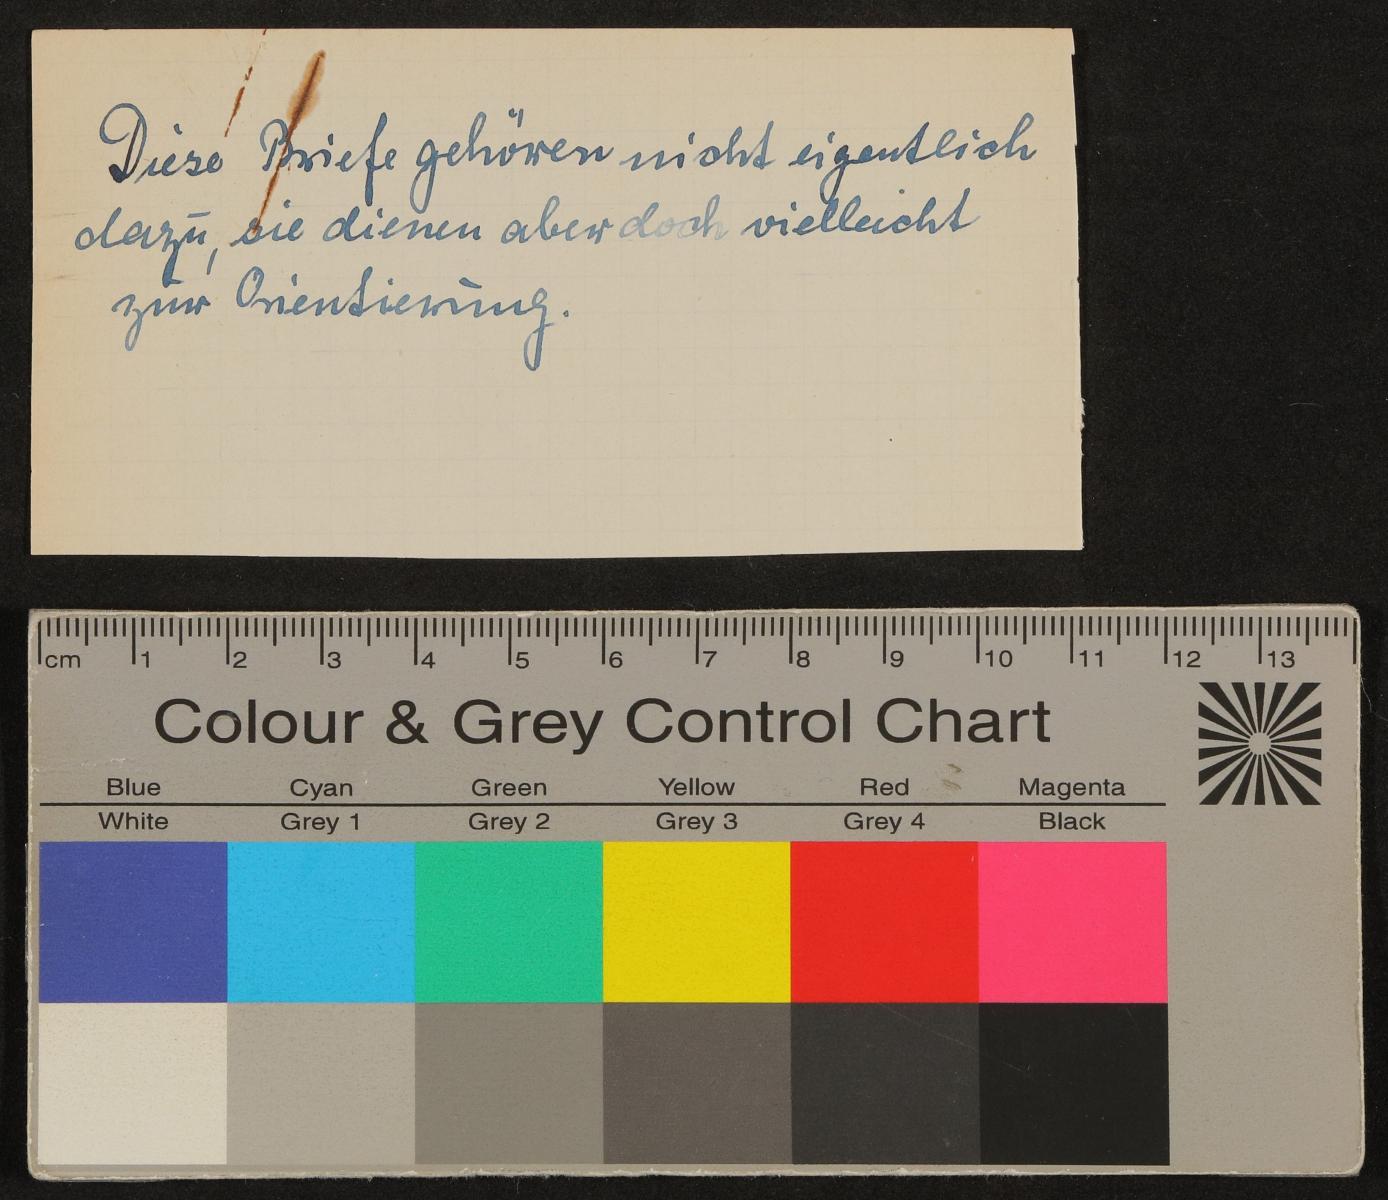 Diese Briefe gehören nicht eigentlich
dazu, sie dienen aber doch vielleicht
zur Orientierung.
cm 1 2 3 4 5 6 7 8 9 10 11 12 13
Colour & Grey Control Chart
Blue Cyan Green Yellow Red Magenta
White Grey 1 Grey 2 Grey 3 Grey 4 Black